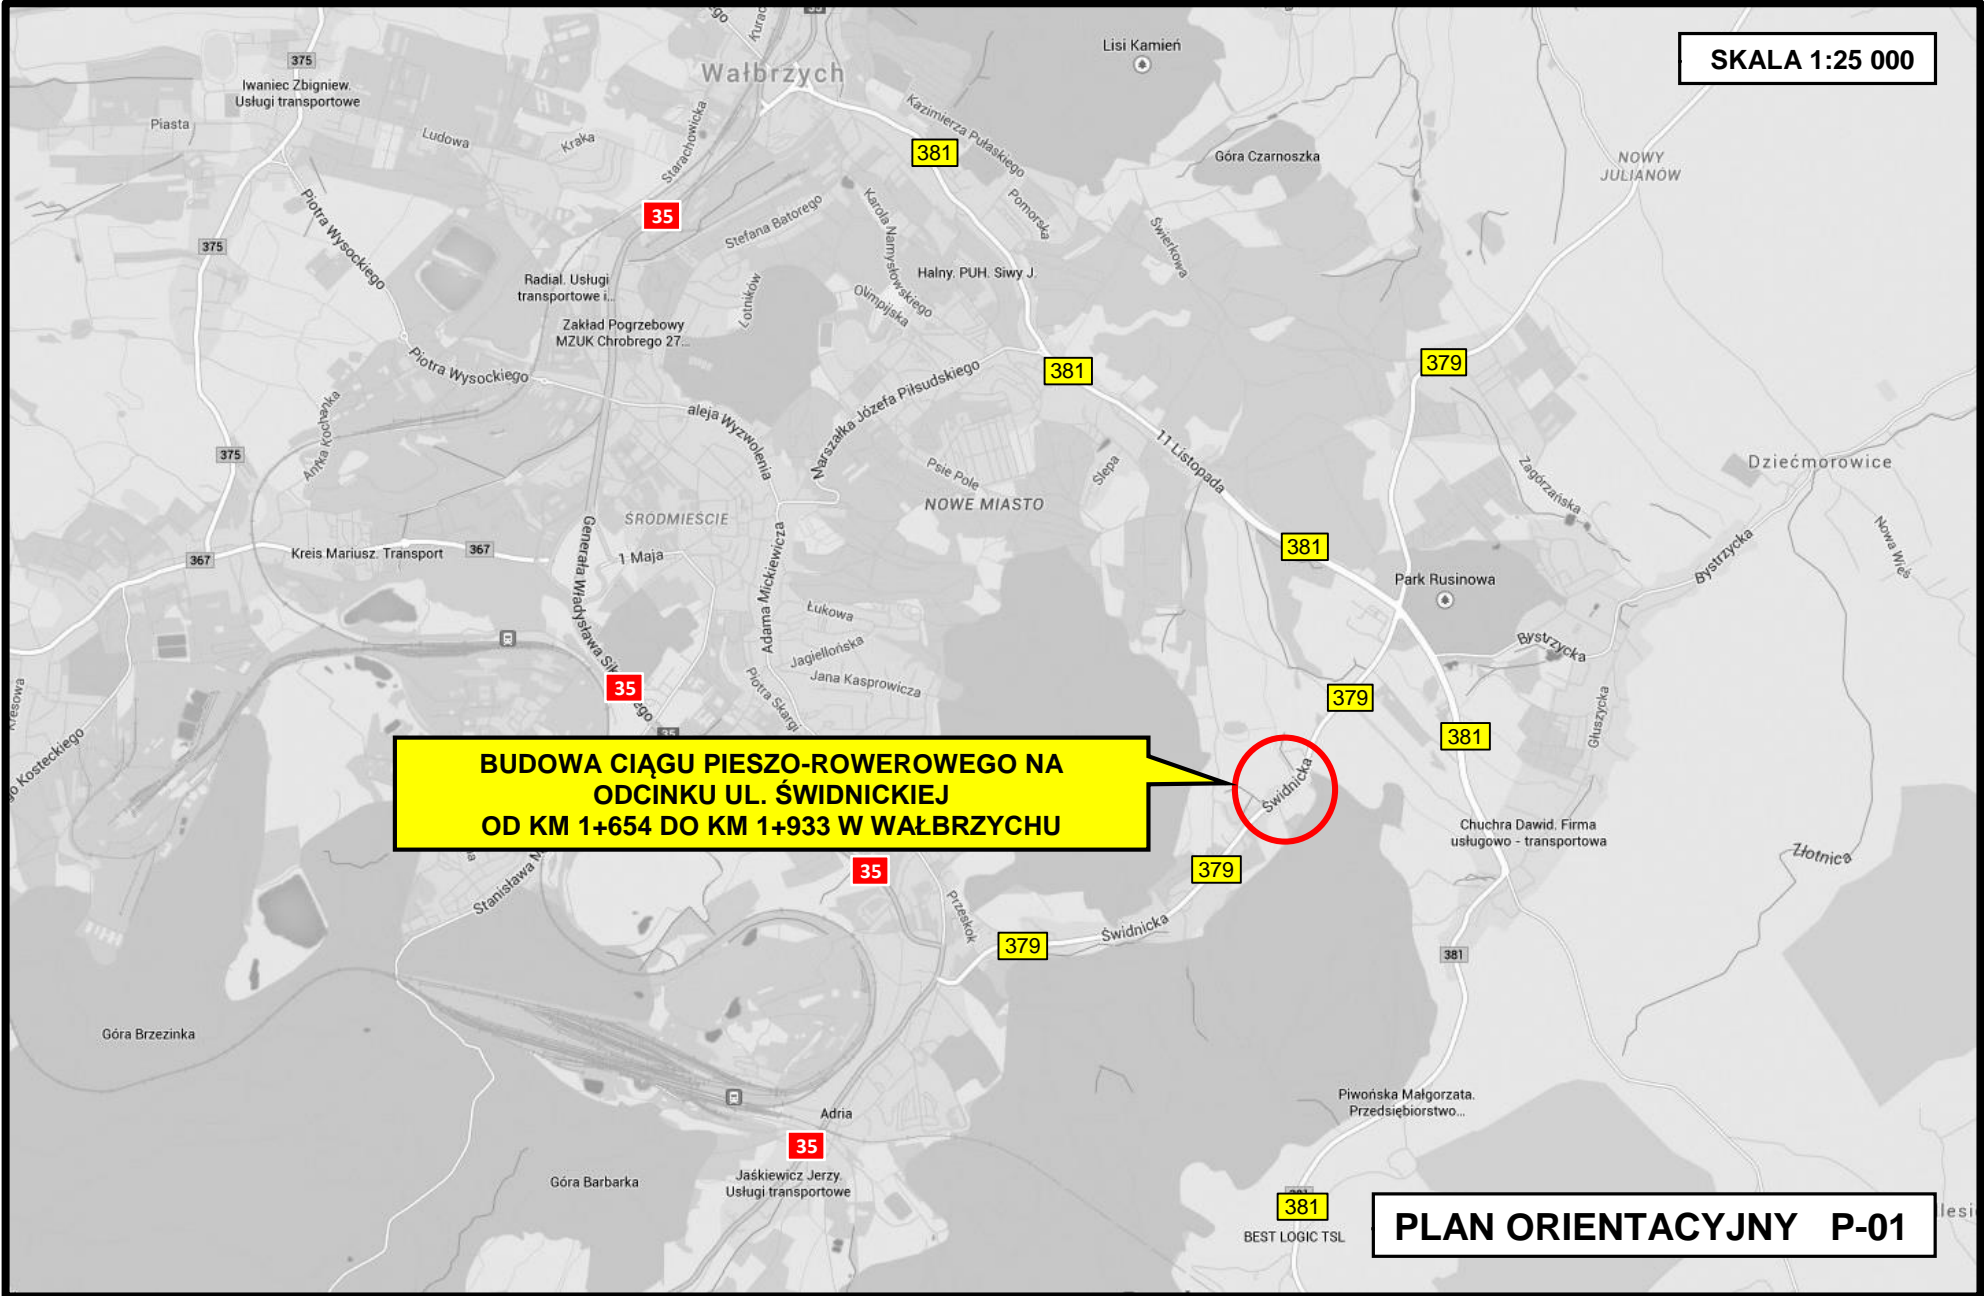 35
Lisi Kamień
SKALA 1:25 000
375
Wałbrzych
Iwaniec Zbigniew.
Usługi transportowe
Piasta
Ludowa
Kraka
Starachowicka
381
Kazimierza Pułaskiego
Góra Czarnoszka
NOWY
JULIANÓW
Piotra Wysockiego
35
Stefana Batorego
Karola Namysłowskiego
Pomorska
Świerkowa
375
Radial. Usługi
transportowe i...
Lotników
Halny. PUH. Siwy J.
Olimpijska
Zakład Pogrzebowy
MZUK Chrobrego 27...
Piotra Wysockiego
381
379
Marszałka Józefa Piłsudskiego
aleja Wyzwolenia
Antka Kochanka
375
11 Listopada
Psie Pole
Ślepa
Zagórzańska
Dziećmorowice
NOWE MIASTO
ŚRÓDMIEŚCIE
Nowa Wieś
367
Kreis Mariusz. Transport
367
1 Maja
Generała Władysława
Adama Mickiewicza
381
Park Rusinowa
Bystrzycka
Łukowa
Jagiellońska
Jana Kasprowicza
Piotra Skargi
Bystrzycka
35
379
Głuszycka
381
35
Kosteckiego
BUDOWA CIĄGU PIESZO-ROWEROWEGO NA
ODCINKU UL. ŚWIDNICKIEJ
OD KM 1+654 DO KM 1+933 W WAŁBRZYCHU
Świdnicka
Chuchra Dawid. Firma
usługowo - transportowa
Złotnica
Stanisława
35
379
Przeskok
379
Świdnicka
381
Góra Brzezinka
Piwońska Małgorzata.
Przedsiębiorstwo...
Adria
35
Jaśkiewicz Jerzy.
Usługi transportowe
Góra Barbarka
381
BEST LOGIC TSL
PLAN ORIENTACYJNY P-01